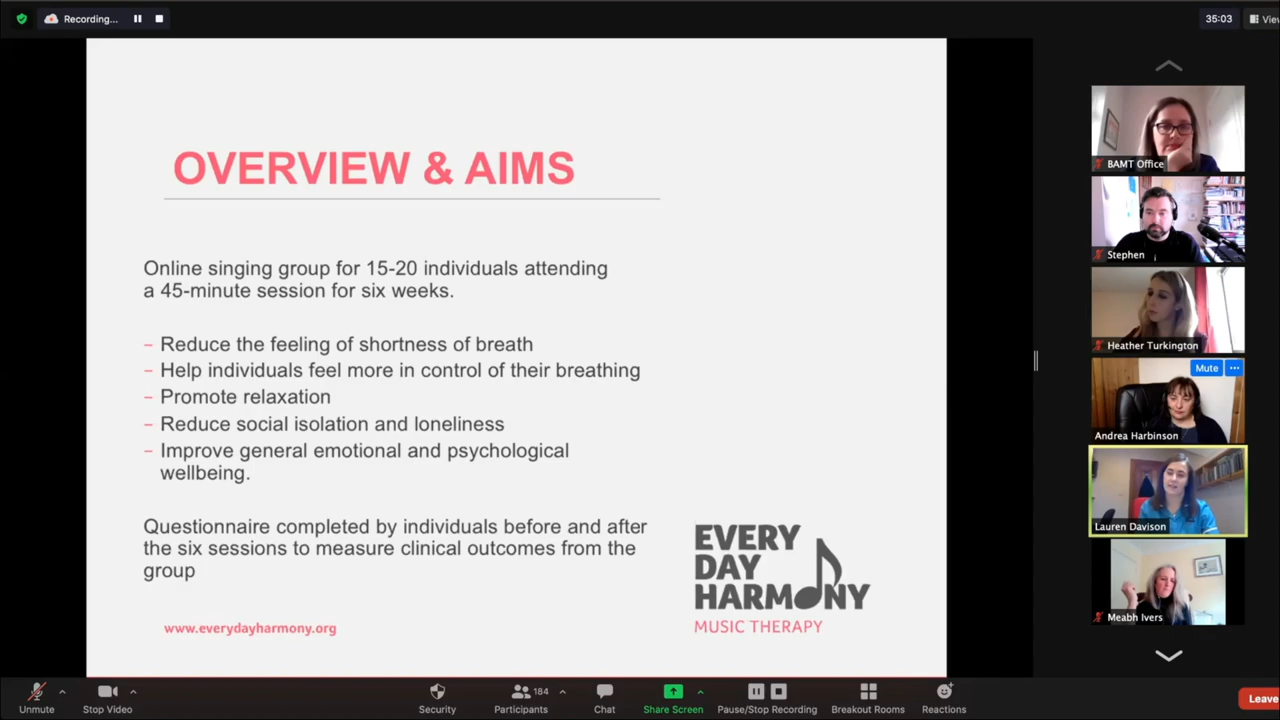 Recording...
35:03
View
OVERVIEW & AIMS
Online singing group for 15-20 individuals attending
a 45-minute session for six weeks.
– Reduce the feeling of shortness of breath
– Help individuals feel more in control of their breathing
– Promote relaxation
– Reduce social isolation and loneliness
– Improve general emotional and psychological
wellbeing.
Questionnaire completed by individuals before and after
the six sessions to measure clinical outcomes from the
group
www.everydayharmony.org
EVERY
DAY
HARMONY
MUSIC THERAPY
BAMT Office
Stephen
Heather Turkington
Mute
Andrea Harbinson
Lauren Davison
Meabh Ivers
Unmute
Stop Video
Security
184
Participants
Chat
Share Screen
Pause/Stop Recording
Breakout Rooms
Reactions
Leave